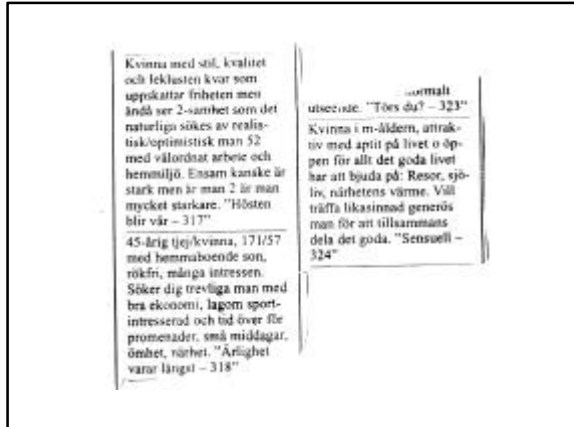 Kvinna med stil, kvalitet
och leklusten kvar som
uppskattar friheten men
ändå ser 2-samhet som det
naturliga sökes av realis-
tisk/optimistisk man 52
med välordnat arbete och
hemmiljö. Ensam kanske är
stark men är man 2 är man
mycket starkare. "Hösten
blir vår – 317"
45-årig tjej/kvinna, 171/57
med hemmaboende son,
rökfri, många intressen.
Söker dig trevliga man med
bra ekonomi, lagom sport-
intresserad och tid över för
promenader, små middagar,
ömhet, närhet. "Ärlighet
varar längst – 318"
utseende. "Törs du? – 323"
Kvinna i m-åldern, attrak-
tiv med aptit på livet o öp-
pen för allt det goda livet
har att bjuda på: Resor, sjö-
liv, närhetens värme. Vill
träffa likasinnad generös
man för att tillsammans
dela det goda. "Sensuell –
324"